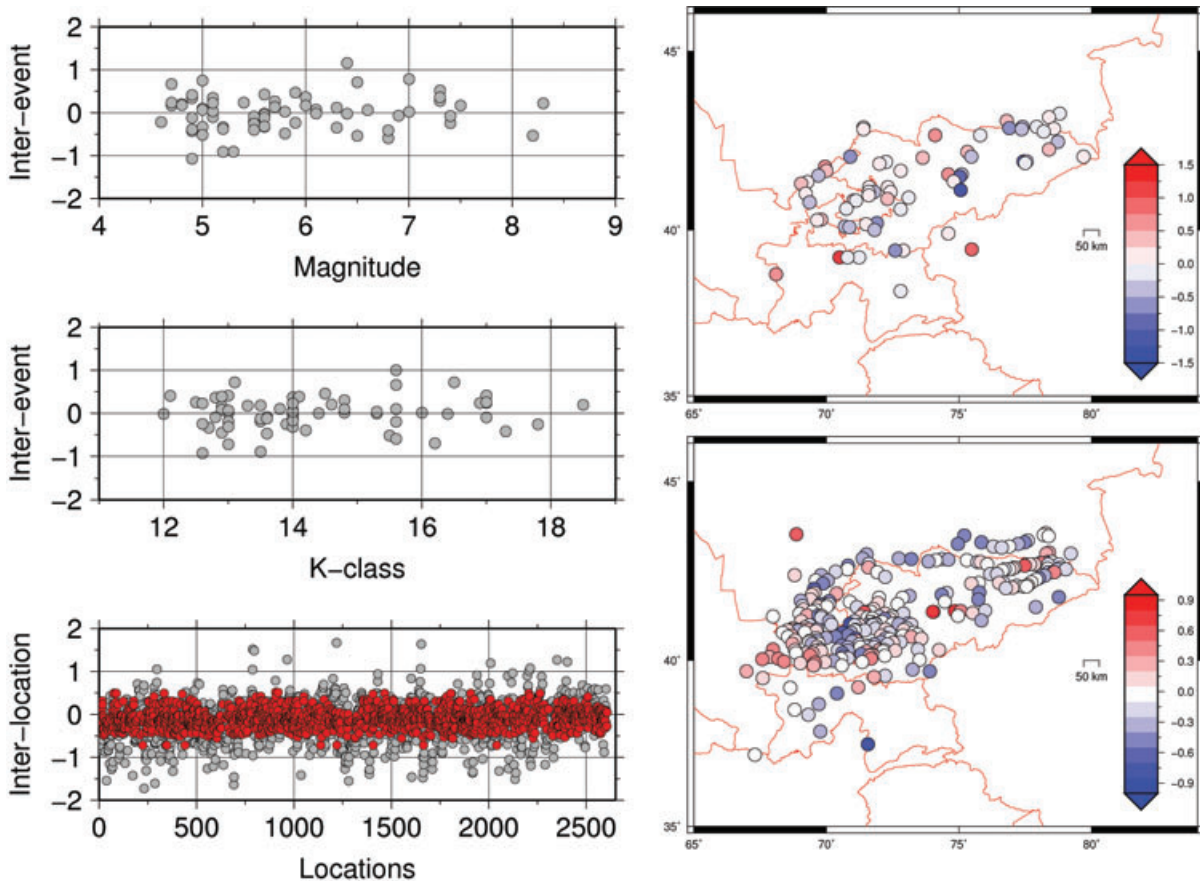 2
1
0
−1
−2
Inter−event
4 5 6 7 8 9
Magnitude
2
1
0
−1
−2
Inter−event
12 14 16 18
K−class
2
1
0
−1
−2
Inter−location
0 500 1000 1500 2000 2500
Locations
45˚
40˚
35˚
65˚ 70˚ 75˚ 80˚
50 km
1.5
1.0
0.5
0.0
−0.5
−1.0
−1.5
45˚
40˚
35˚
65˚ 70˚ 75˚ 80˚
50 km
0.9
0.6
0.3
0.0
−0.3
−0.6
−0.9